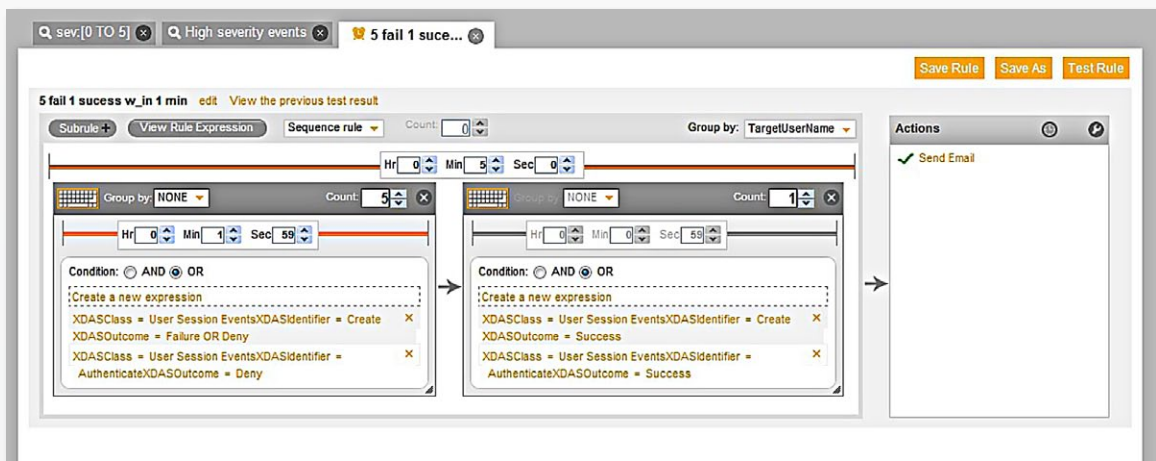 sev:[0 TO 5] High severity events 5 fail 1 suce...
Save Rule Save As Test Rule
5 fail 1 sucess w_in 1 min edit View the previous test result
Subrule + View Rule Expression Sequence rule Count: 0 Group by: TargetUserName
Hr 0 Min 5 Sec 0
Group by: NONE Count: 5
Hr 0 Min 1 Sec 59
Condition: AND OR
Create a new expression
XDASClass = User Session EventsXDASIdentifier = Create
XDASOutcome = Failure OR Deny
XDASClass = User Session EventsXDASIdentifier =
AuthenticateXDASOutcome = Deny
Group by: NONE Count: 1
Hr 0 Min 0 Sec 59
Condition: AND OR
Create a new expression
XDASClass = User Session EventsXDASIdentifier = Create
XDASOutcome = Success
XDASClass = User Session EventsXDASIdentifier =
AuthenticateXDASOutcome = Success
Actions
Send Email